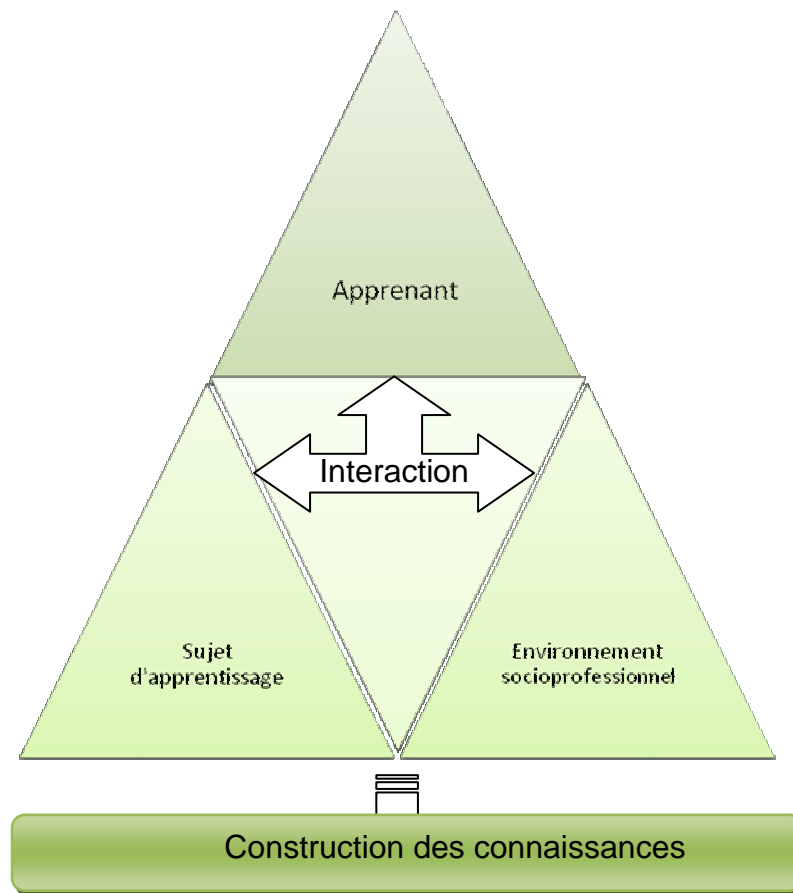 Apprenant
Interaction
Sujet
d'apprentissage
Environnement
socioprofessionnel
Construction des connaissances